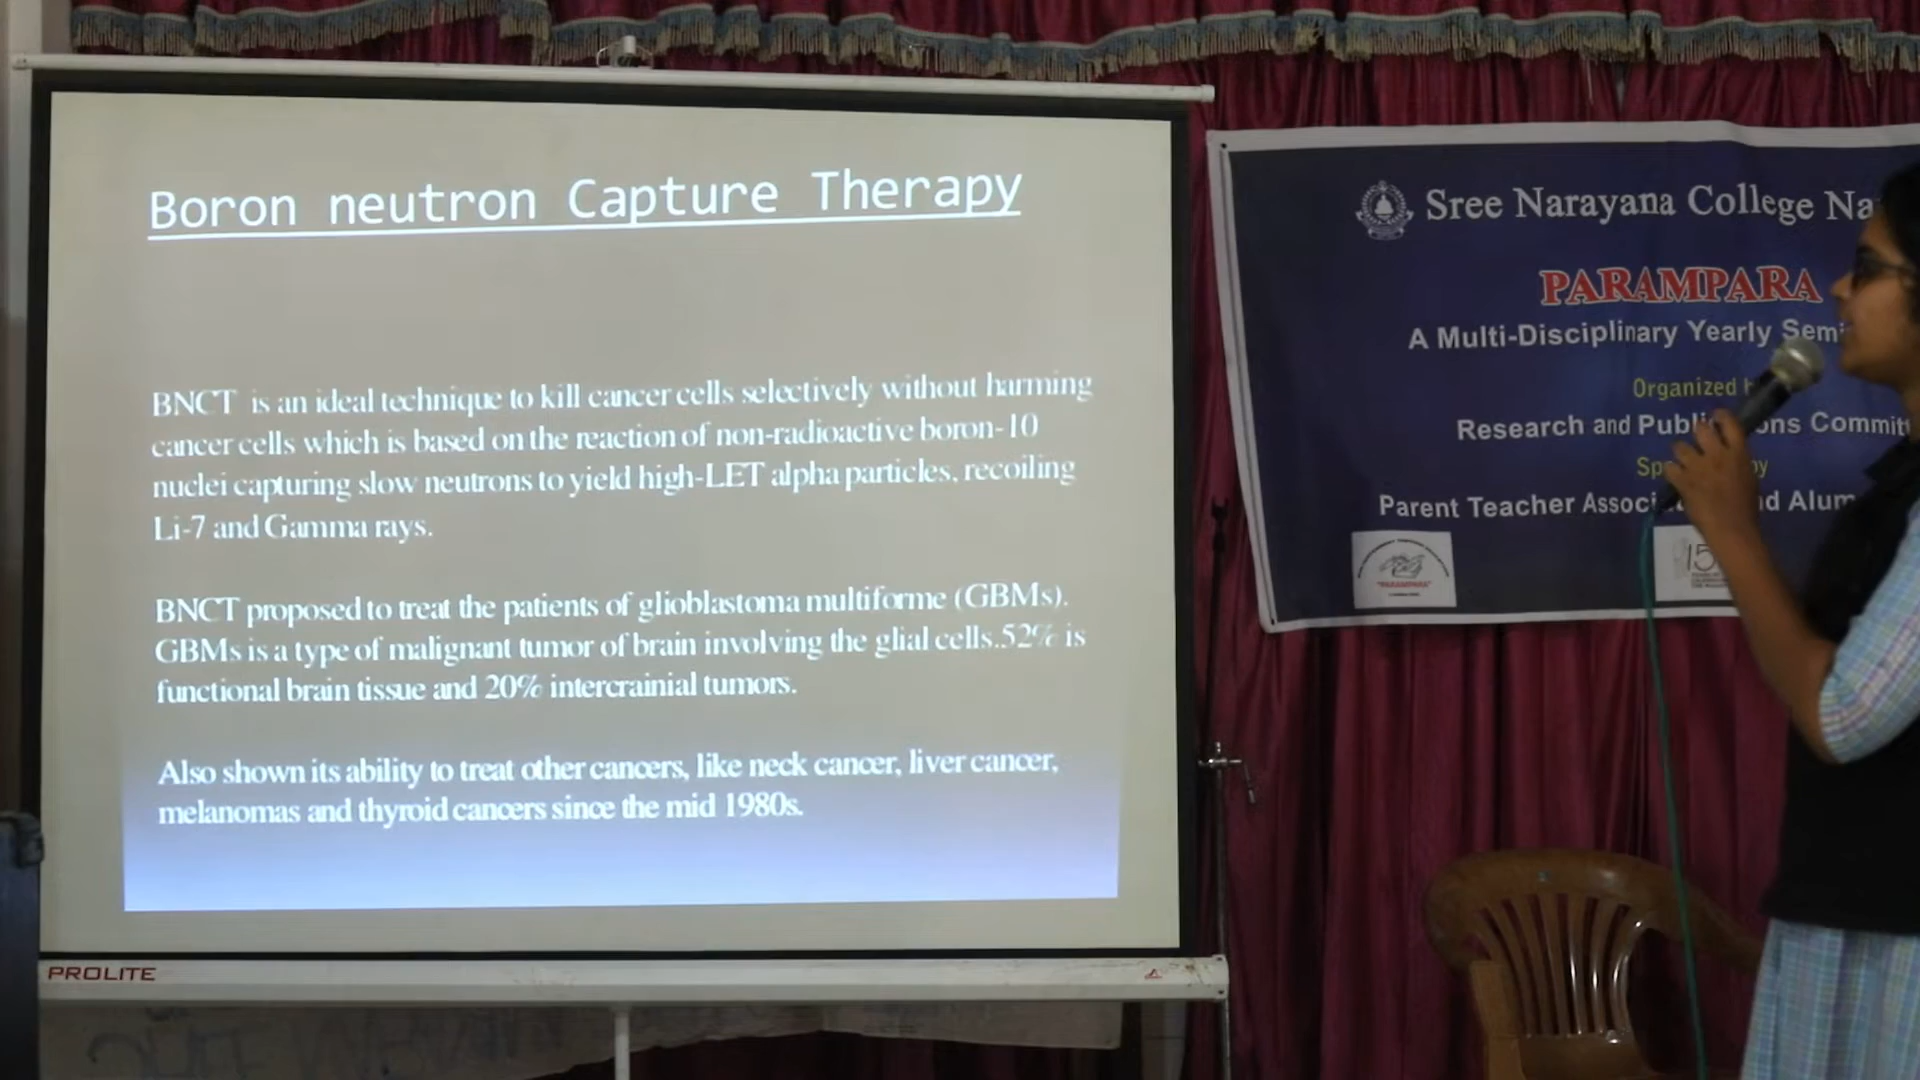 Boron neutron Capture Therapy
BNCT is an ideal technique to kill cancer cells selectively without harming
cancer cells which is based on the reaction of non-radioactive boron-10
nuclei capturing slow neutrons to yield high-LET alpha particles, recoiling
Li-7 and Gamma rays.
BNCT proposed to treat the patients of glioblastoma multiforme (GBMs).
GBMs is a type of malignant tumor of brain involving the glial cells.52% is
functional brain tissue and 20% intercrainial tumors.
Also shown its ability to treat other cancers, like neck cancer, liver cancer,
melanomas and thyroid cancers since the mid 1980s.
PROLITE
Sree Narayana College Na
PARAMPARA
A Multi-Disciplinary Yearly Semi
Organized
Research and Committ
Parent Teacher
"PARAMPARA"
15